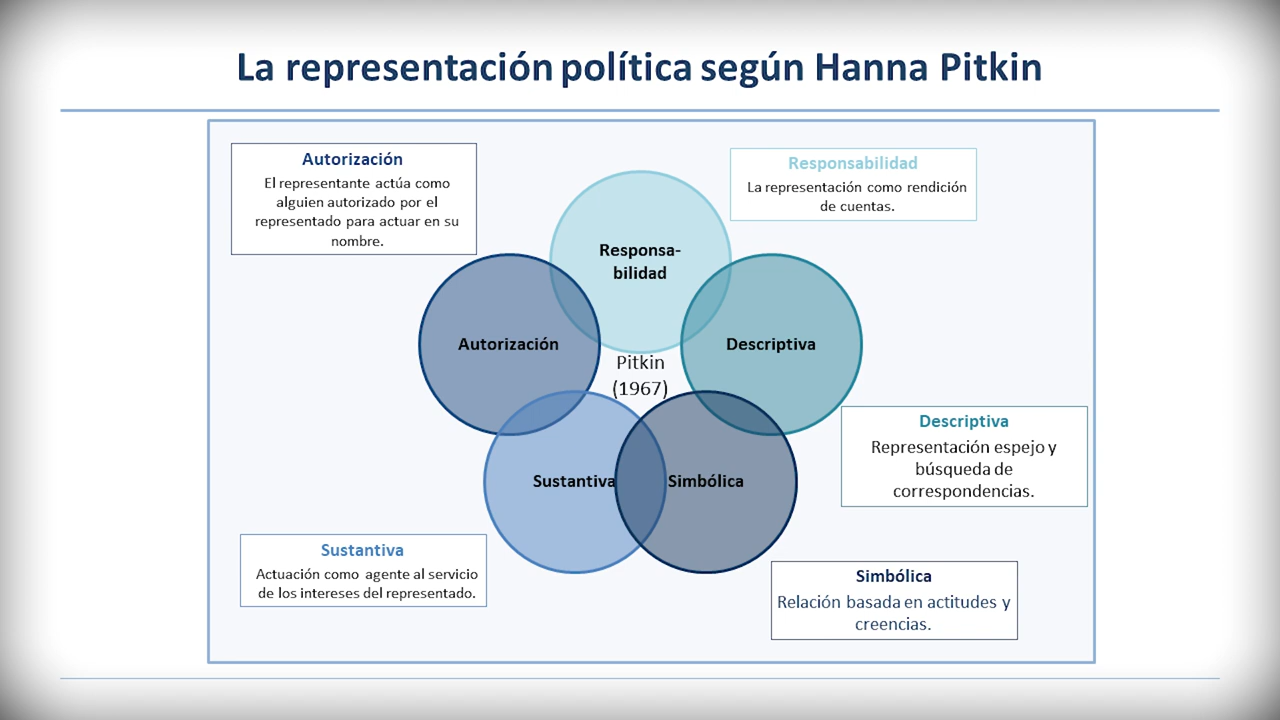 La representación política según Hanna Pitkin
Autorización
El representante actúa como
alguien autorizado por el
representado para actuar en su
nombre.
Responsabilidad
La representación como rendición
de cuentas.
Responsa-
bilidad
Autorización
Descriptiva
Pitkin
(1967)
Descriptiva
Representación espejo y
búsqueda de
correspondencias.
Sustantiva
Simbólica
Sustantiva
Actuación como agente al servicio
de los intereses del representado.
Simbólica
Relación basada en actitudes y
creencias.